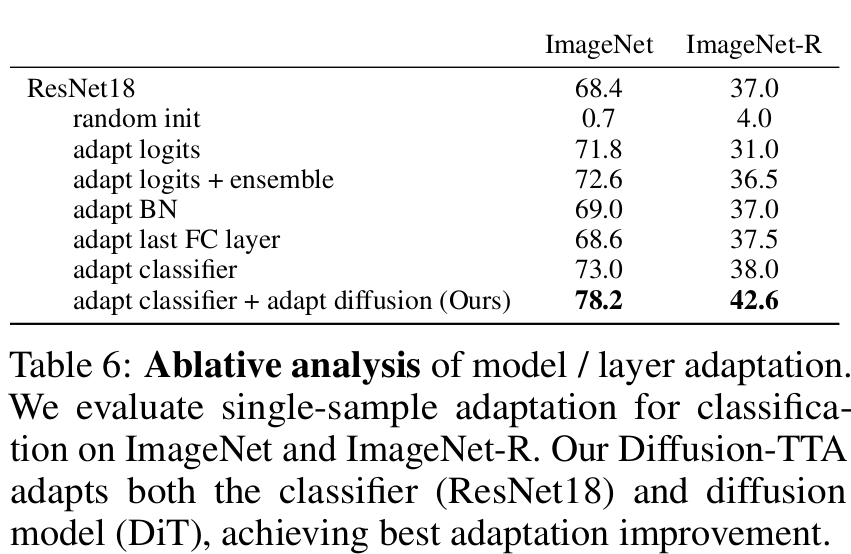 ImageNet ImageNet-R
ResNet18 68.4 37.0
random init 0.7 4.0
adapt logits 71.8 31.0
adapt logits + ensemble 72.6 36.5
adapt BN 69.0 37.0
adapt last FC layer 68.6 37.5
adapt classifier 73.0 38.0
adapt classifier + adapt diffusion (Ours) 78.2 42.6
Table 6: Ablative analysis of model / layer adaptation.
We evaluate single-sample adaptation for classifica-
tion on ImageNet and ImageNet-R. Our Diffusion-TTA
adapts both the classifier (ResNet18) and diffusion
model (DiT), achieving best adaptation improvement.